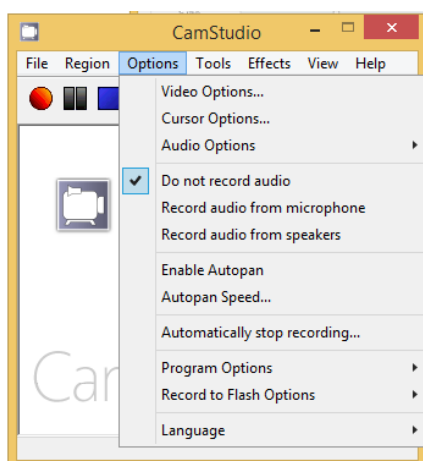 CamStudio
File Region Options Tools Effects View Help
Video Options...
Cursor Options...
Audio Options
Do not record audio
Record audio from microphone
Record audio from speakers
Enable Autopan
Autopan Speed...
Automatically stop recording...
Program Options
Record to Flash Options
Language
Car